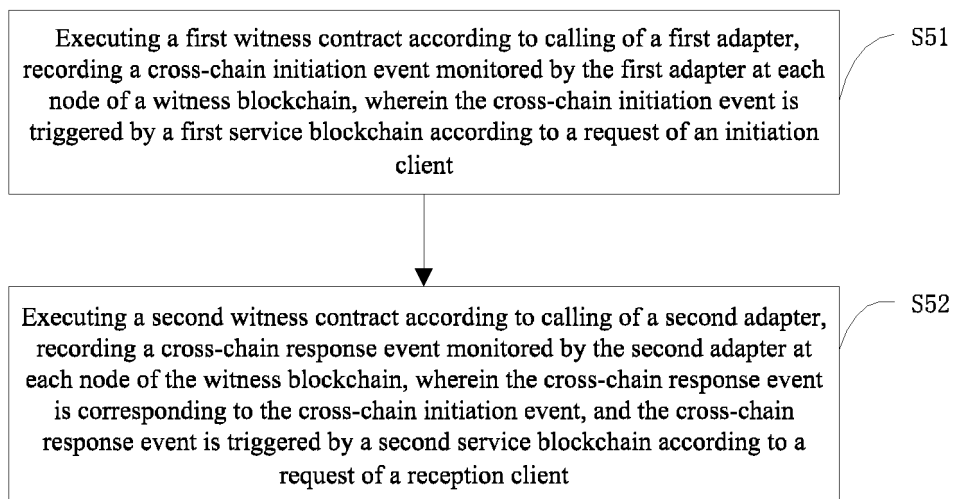 Executing a first witness contract according to calling of a first adapter,
recording a cross-chain initiation event monitored by the first adapter at each
node of a witness blockchain, wherein the cross-chain initiation event is
triggered by a first service blockchain according to a request of an initiation
client
S51
Executing a second witness contract according to calling of a second adapter,
recording a cross-chain response event monitored by the second adapter at
each node of the witness blockchain, wherein the cross-chain response event
is corresponding to the cross-chain initiation event, and the cross-chain
response event is triggered by a second service blockchain according to a
request of a reception client
S52